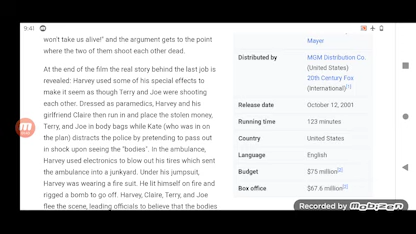 9:41
won't take us alive!" and the argument gets to the point
where the two of them shoot each other dead.
At the end of the film the real story behind the last job is
revealed: Harvey used some of his special effects to
make it seem as though Terry and Joe were shooting
each other. Dressed as paramedics, Harvey and his
girlfriend Claire then run in and place the stolen money,
Terry, and Joe in body bags while Kate (who was in on
the plan) distracts the police by pretending to pass out
in shock upon seeing the "bodies". In the ambulance,
Harvey used electronics to blow out his tires which sent
the ambulance into a junkyard. Under his jumpsuit,
Harvey was wearing a fire suit. He lit himself on fire and
rigged a bomb to go off. Harvey, Claire, Terry, and Joe
flee the scene, leading officials to believe that the bodies
Mayer
Distributed by MGM Distribution Co.
(United States)
20th Century Fox
(International)[1]
Release date October 12, 2001
Running time 123 minutes
Country United States
Language English
Budget $75 million[2]
Box office $67.6 million[2]
Recorded by MOBIZEN